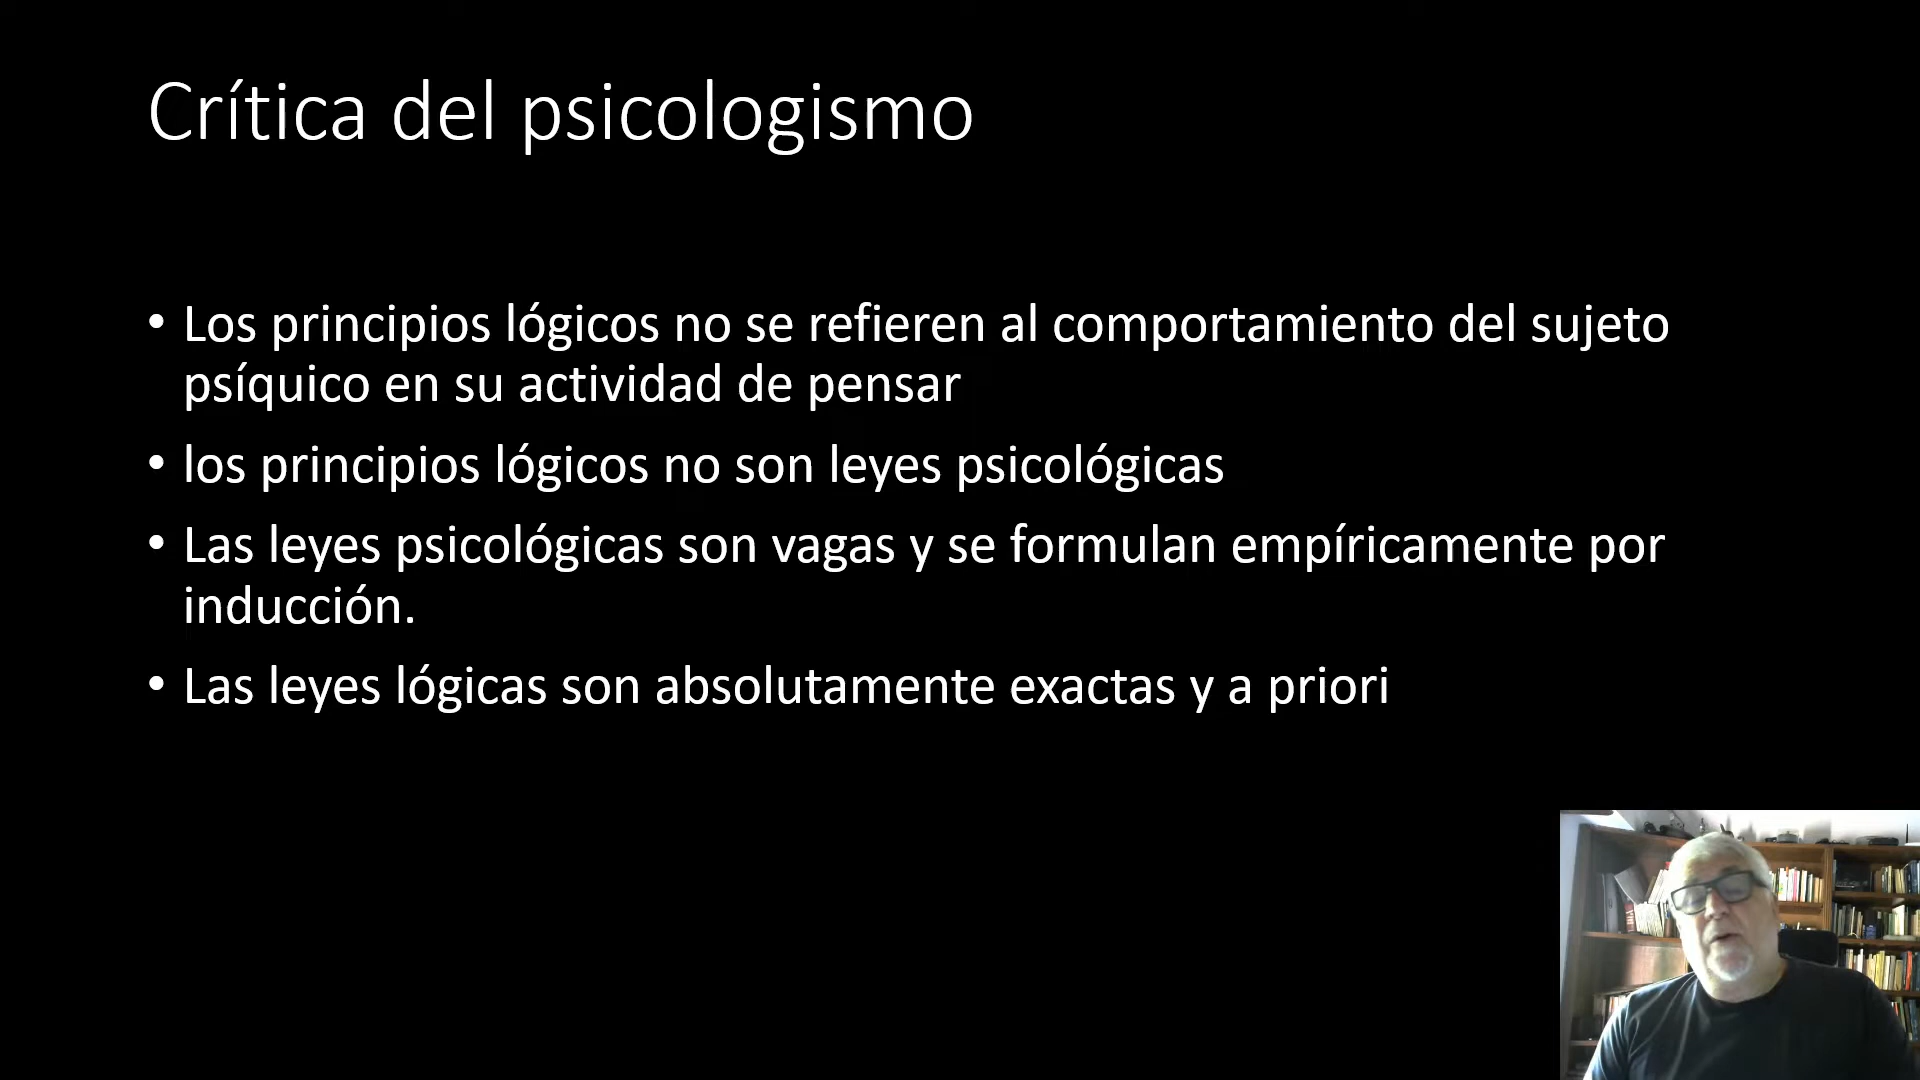 Crítica del psicologismo
• Los principios lógicos no se refieren al comportamiento del sujeto
psíquico en su actividad de pensar
• los principios lógicos no son leyes psicológicas
• Las leyes psicológicas son vagas y se formulan empíricamente por
inducción.
• Las leyes lógicas son absolutamente exactas y a priori